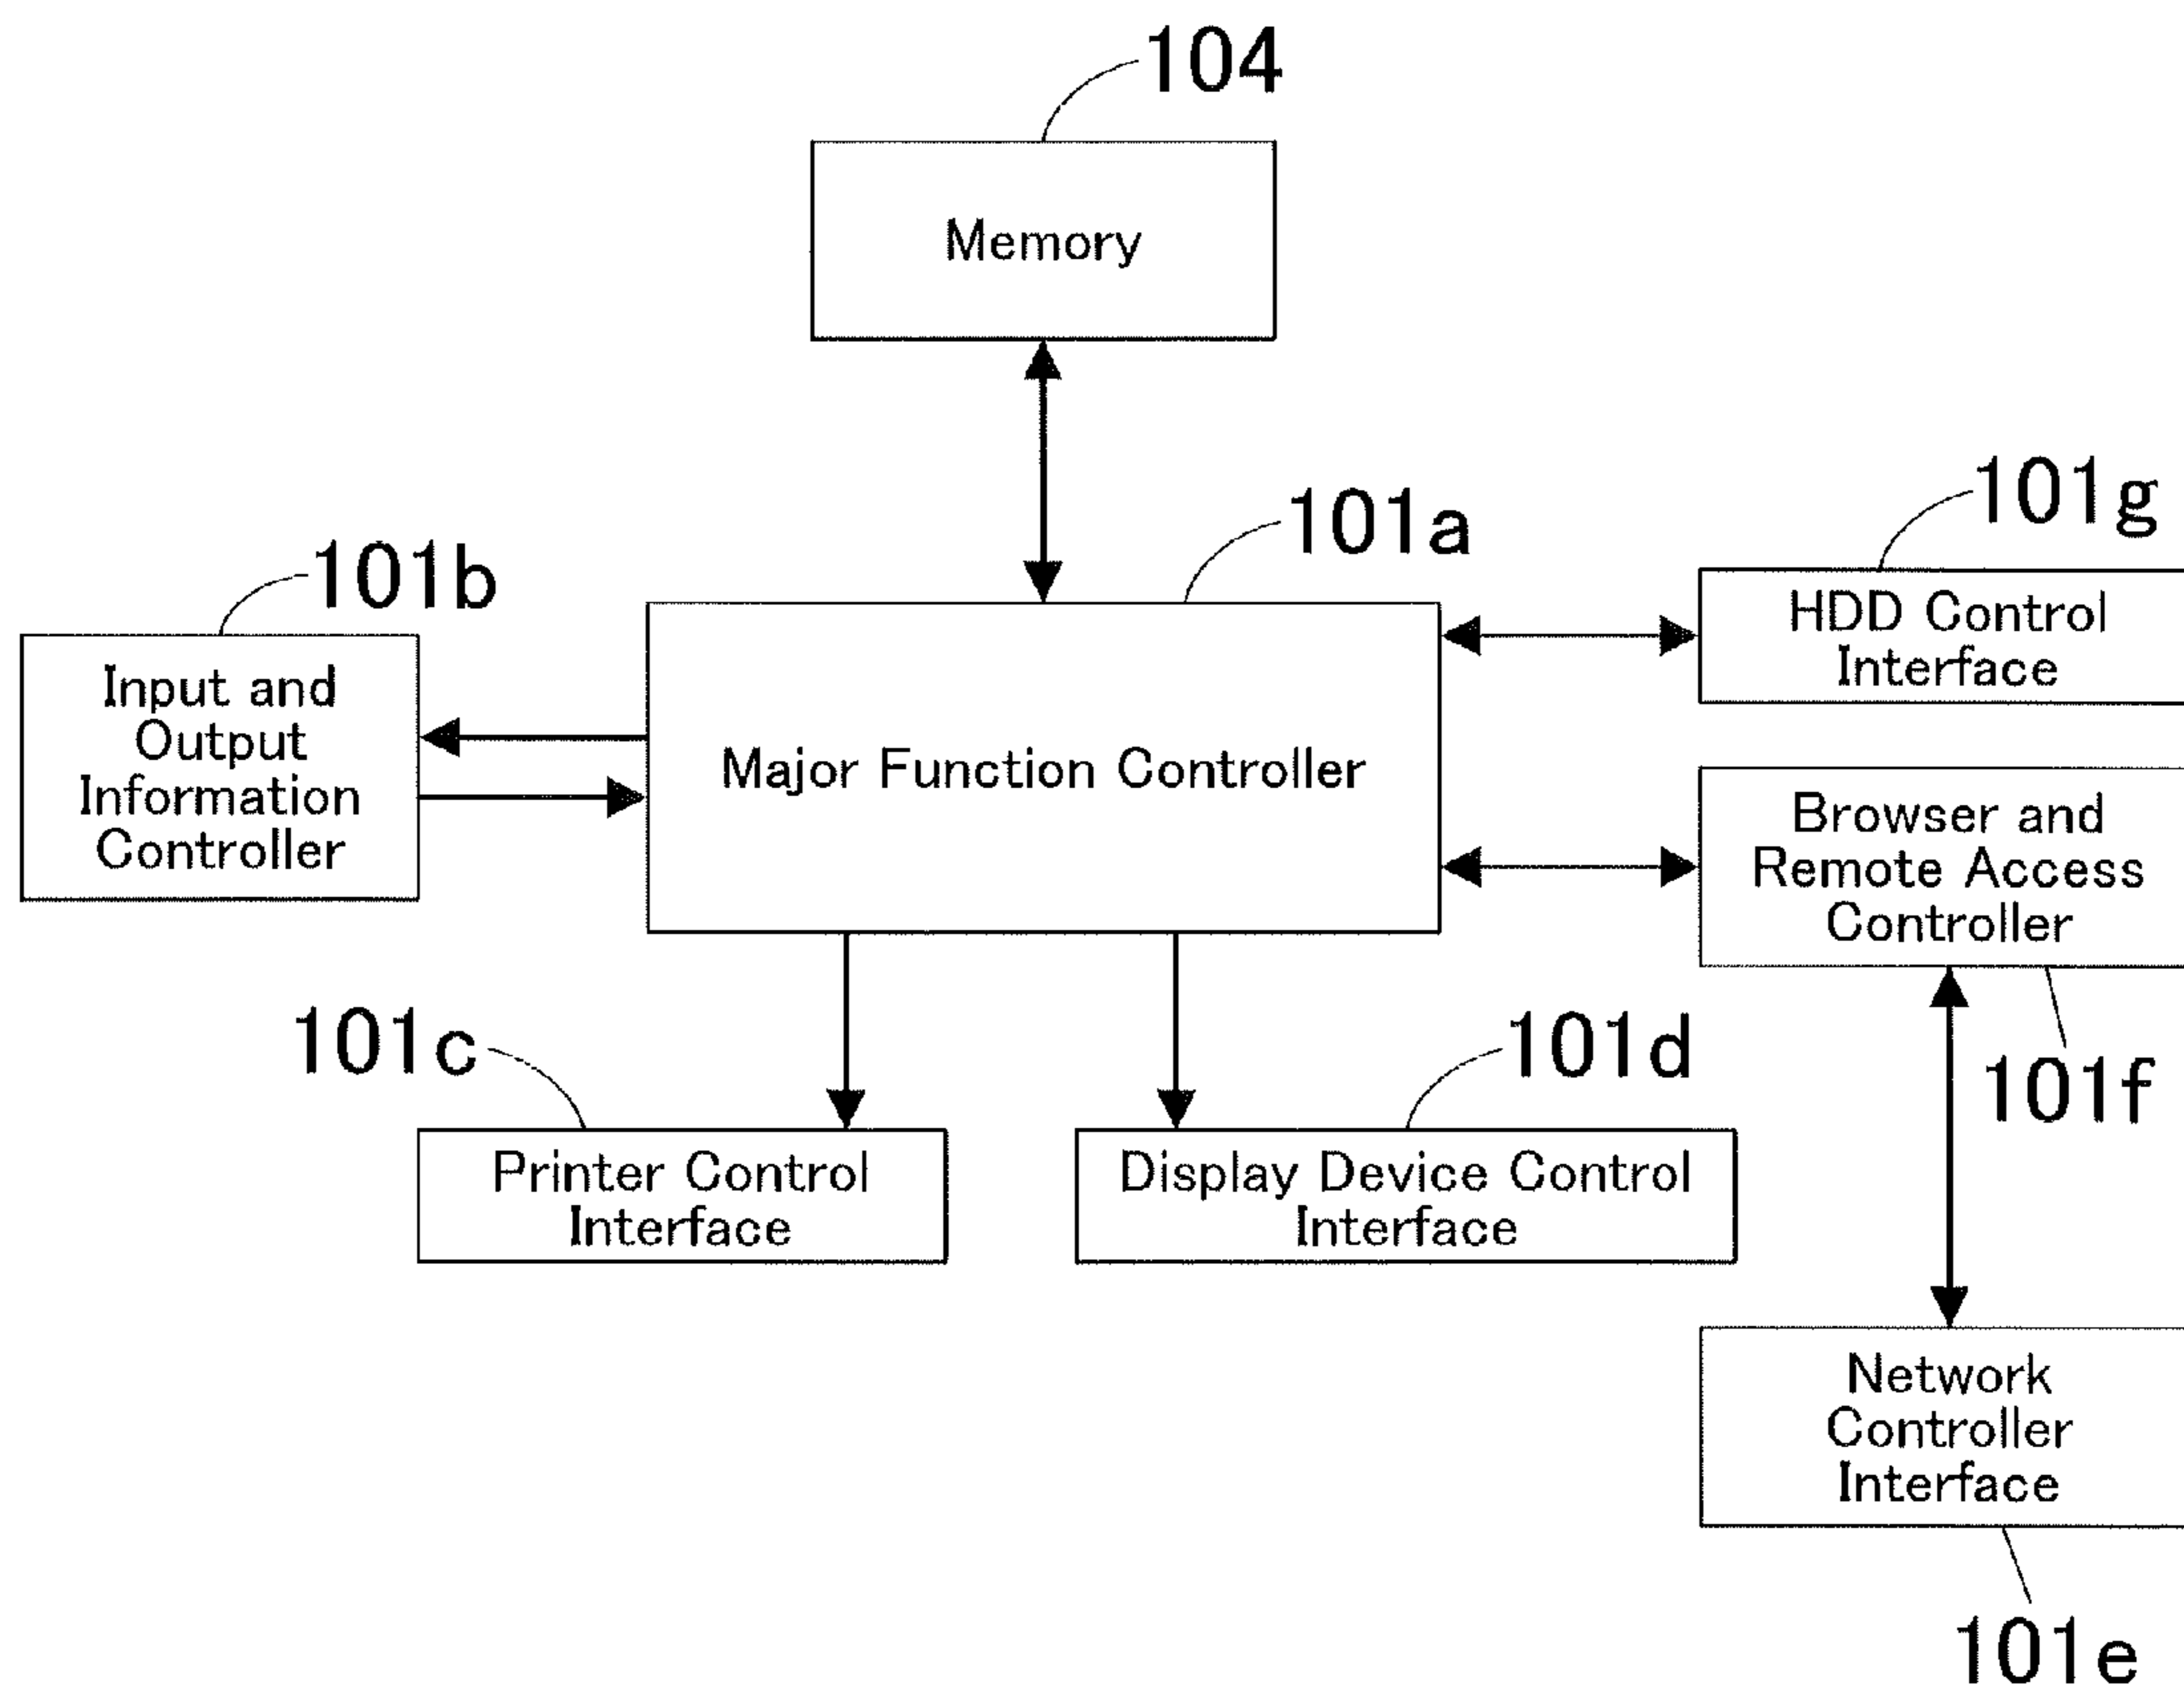 104
Memory
101g
101a
HDD Control
Interface
101b
Input and
Output
Information
Controller
Major Function Controller
Browser and
Remote Access
Controller
101c
101d
101f
Printer Control
Interface
Display Device Control
Interface
Network
Controller
Interface
101e